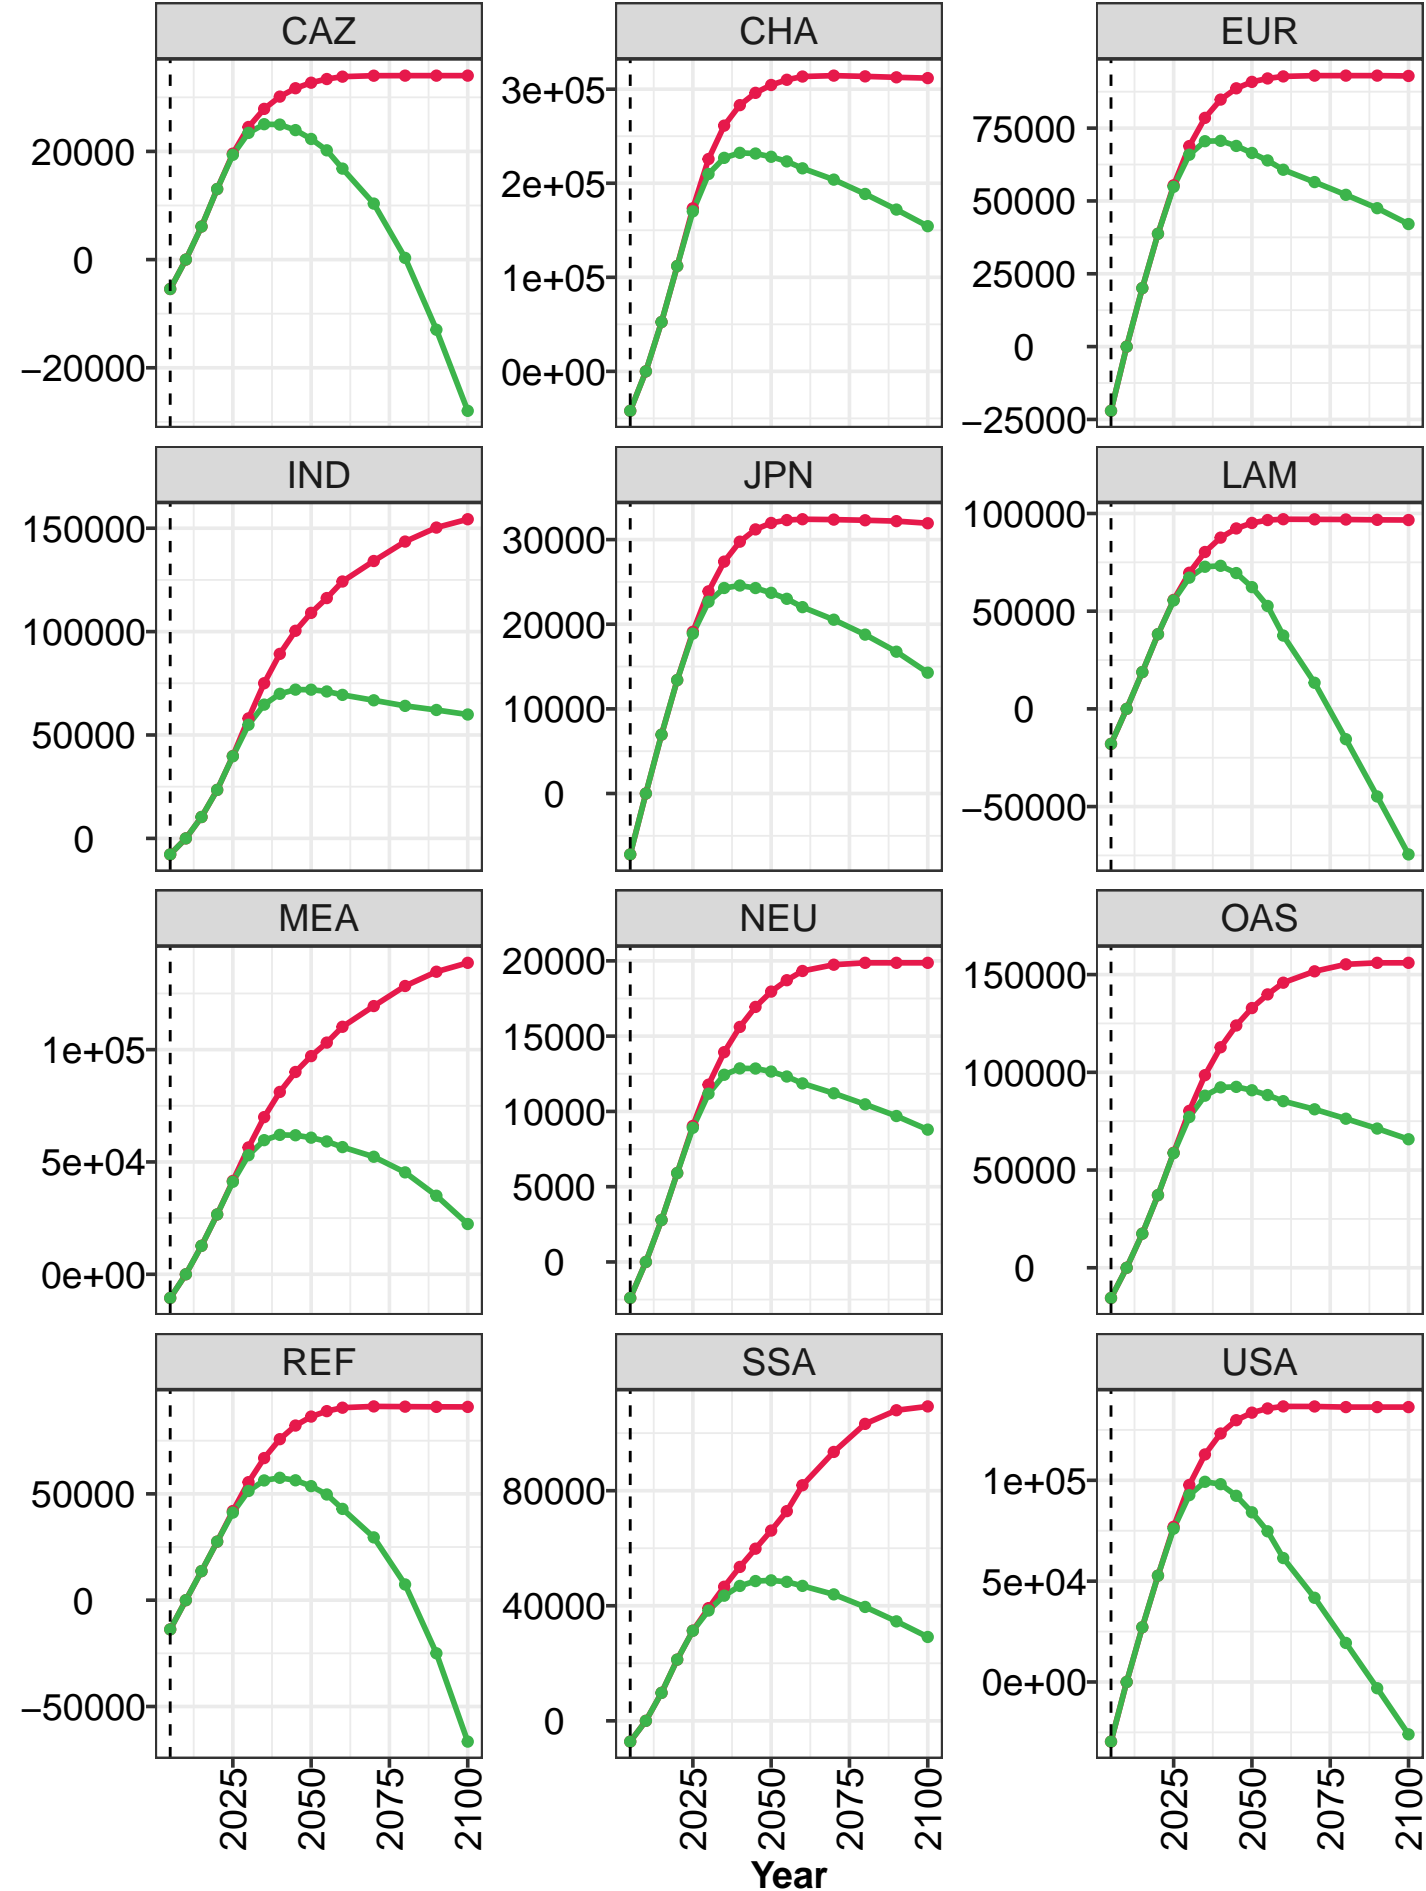 CAZ
CHA
EUR
20000
0
−20000
3e+05
2e+05
1e+05
0e+00
75000
50000
25000
0
−25000
IND
JPN
LAM
150000
100000
50000
0
30000
20000
10000
0
100000
50000
0
−50000
MEA
NEU
OAS
1e+05
5e+04
0e+00
20000
15000
10000
5000
0
150000
100000
50000
0
REF
SSA
USA
50000
0
−50000
80000
40000
0
1e+05
5e+04
0e+00
2025 2050 2075 2100
2025 2050 2075 2100
2025 2050 2075 2100
Year